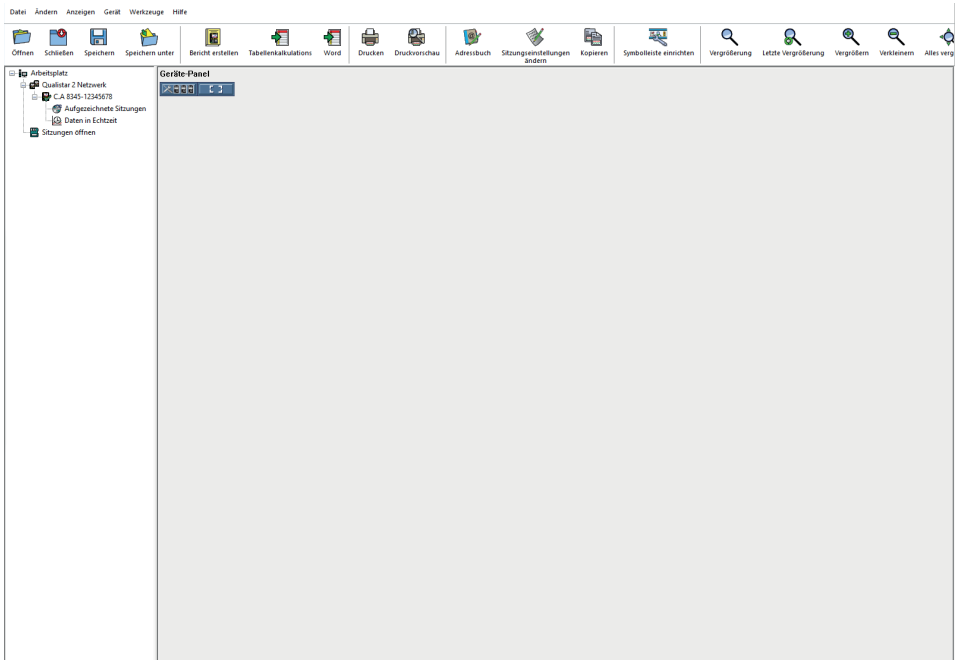 Datei Ändern Anzeigen Gerät Werkzeuge Hilfe
Öffnen Schließen Speichern Speichern unter Bericht erstellen Tabellenkalkulations Word Drucken Druckvorschau Adressbuch Sitzungseinstellungen ändern Kopieren Symbolleiste einrichten Vergrößerung Letzte Vergrößerung Vergrößern Verkleinern Alles verg
Arbeitsplatz
Geräte-Panel
Qualistar 2 Netzwerk
C.A 8345-12345678
Aufgezeichnete Sitzungen
Daten in Echtzeit
Sitzungen öffnen